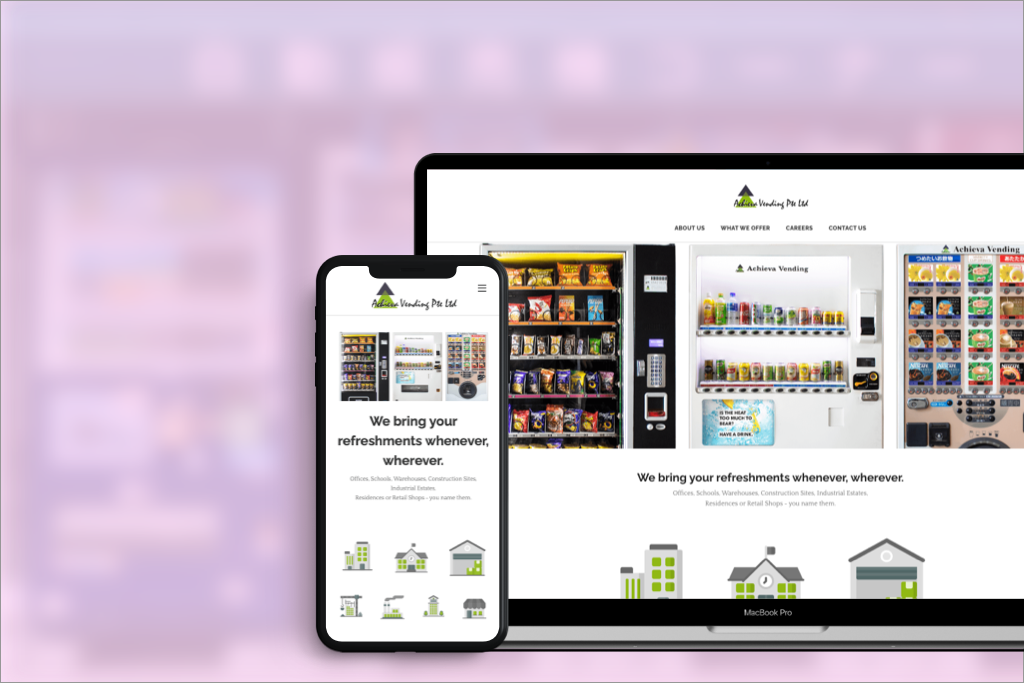 Achieva Vending Pte Ltd
ABOUT US WHAT WE OFFER CAREERS CONTACT US
Achieva Vending
Achieva Vending
つめたいお飲物
IS THE HEAT
TOO MUCH TO
BEAR?
HAVE A DRINK.
We bring your refreshments whenever, wherever.
Offices, Schools, Warehouses, Construction Sites, Industrial Estates,
Residences or Retail Shops - you name them.
MacBook Pro
Achieva Vending Pte Ltd
We bring your
refreshments whenever,
wherever.
Offices, Schools, Warehouses, Construction Sites,
Industrial Estates,
Residences or Retail Shops - you name them.